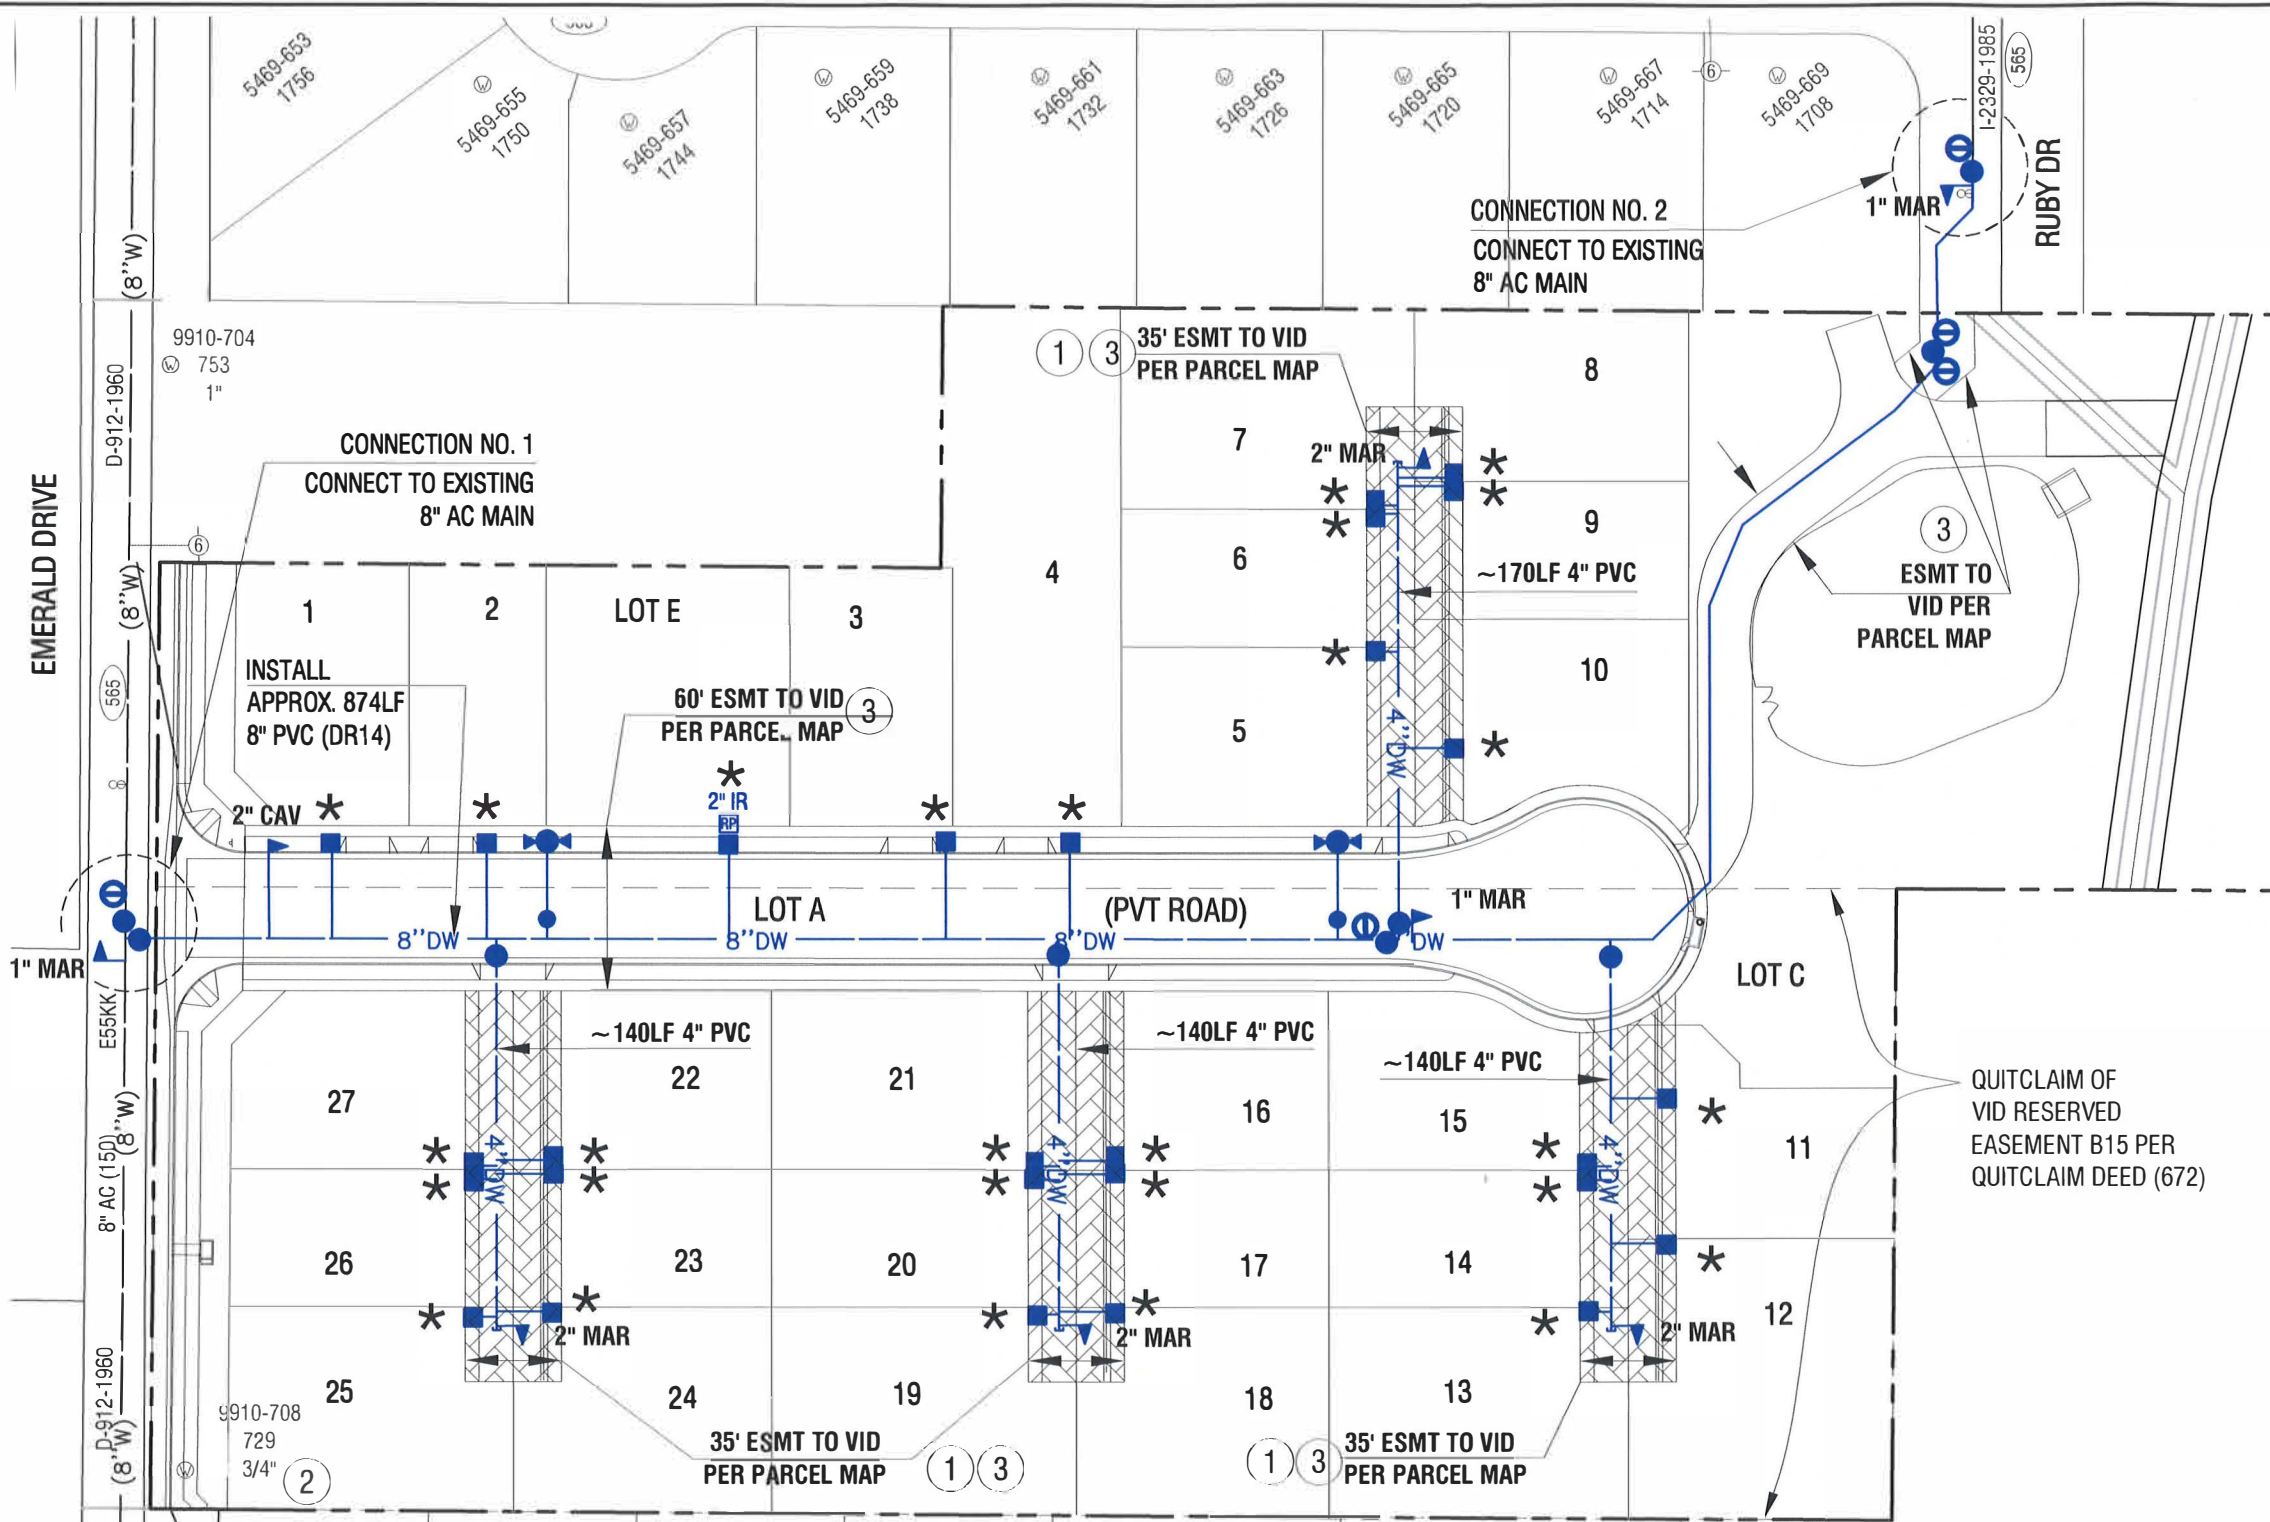 5469-653
1756
5469-655
1750
5469-657
1744
5469-659
1738
5469-661
1732
5469-663
1726
5469-665
1720
5469-667
1714
6
5469-669
1708
I-2329-1985
565
RUBY DR
1" MAR
CONNECTION NO. 2
CONNECT TO EXISTING
8" AC MAIN
(8"W)
9910-704
W 753
1"
D-912-1960
EMERALD DRIVE
CONNECTION NO. 1
CONNECT TO EXISTING
8" AC MAIN
6
(8"W)
565
1 3
35' ESMT TO VID
PER PARCEL MAP
8
7
2" MAR
* *
* *
9
6
4
~170LF 4" PVC
*
10
5
*
4"DW
3
ESMT TO
VID PER
PARCEL MAP
1
2
LOT E
3
INSTALL
APPROX. 874LF
8" PVC (DR14)
60' ESMT TO VID
PER PARCEL MAP
3
2" CAV
*
*
*
2" IR
RP
*
*
LOT A
(PVT ROAD)
1" MAR
8"DW
8"DW
8"DW
DW
1" MAR
LOT C
E55KK
8" AC (150)
(8"W)
D-912-1960
(8"W)
~140LF 4" PVC
~140LF 4" PVC
~140LF 4" PVC
27
22
21
16
15
11
4"DW
4"DW
4"DW
* * * *
* * * *
* * * *
26
23
20
17
14
12
* *
* *
*
2" MAR
2" MAR
2" MAR
25
24
19
18
13
9910-708
729
3/4"
2
35' ESMT TO VID
PER PARCEL MAP
1 3
1 3
35' ESMT TO VID
PER PARCEL MAP
QUITCLAIM OF
VID RESERVED
EASEMENT B15 PER
QUITCLAIM DEED (672)